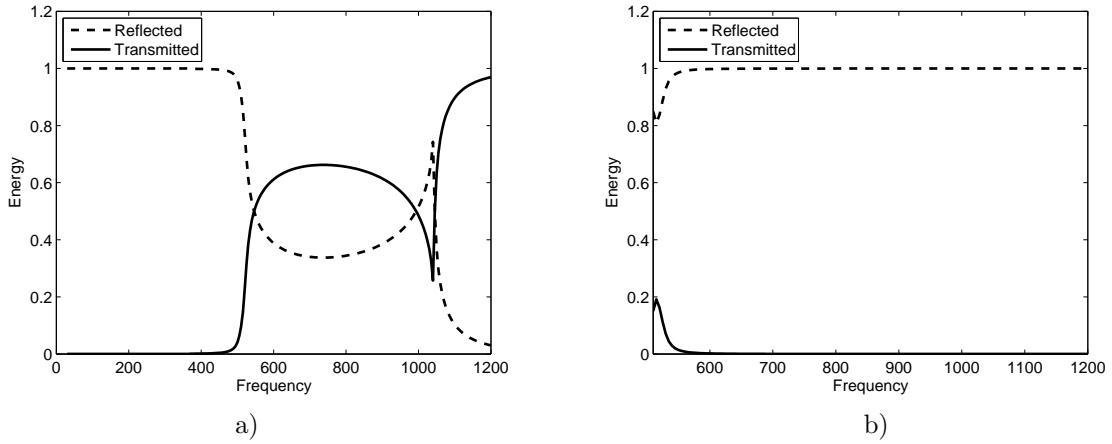 1.2
1
0.8
0.6
0.4
0.2
0
Energy
Reflected
Transmitted
0 200 400 600 800 1000 1200
Frequency
a)
1.2
1
0.8
0.6
0.4
0.2
0
Energy
Reflected
Transmitted
600 700 800 900 1000 1100 1200
Frequency
b)